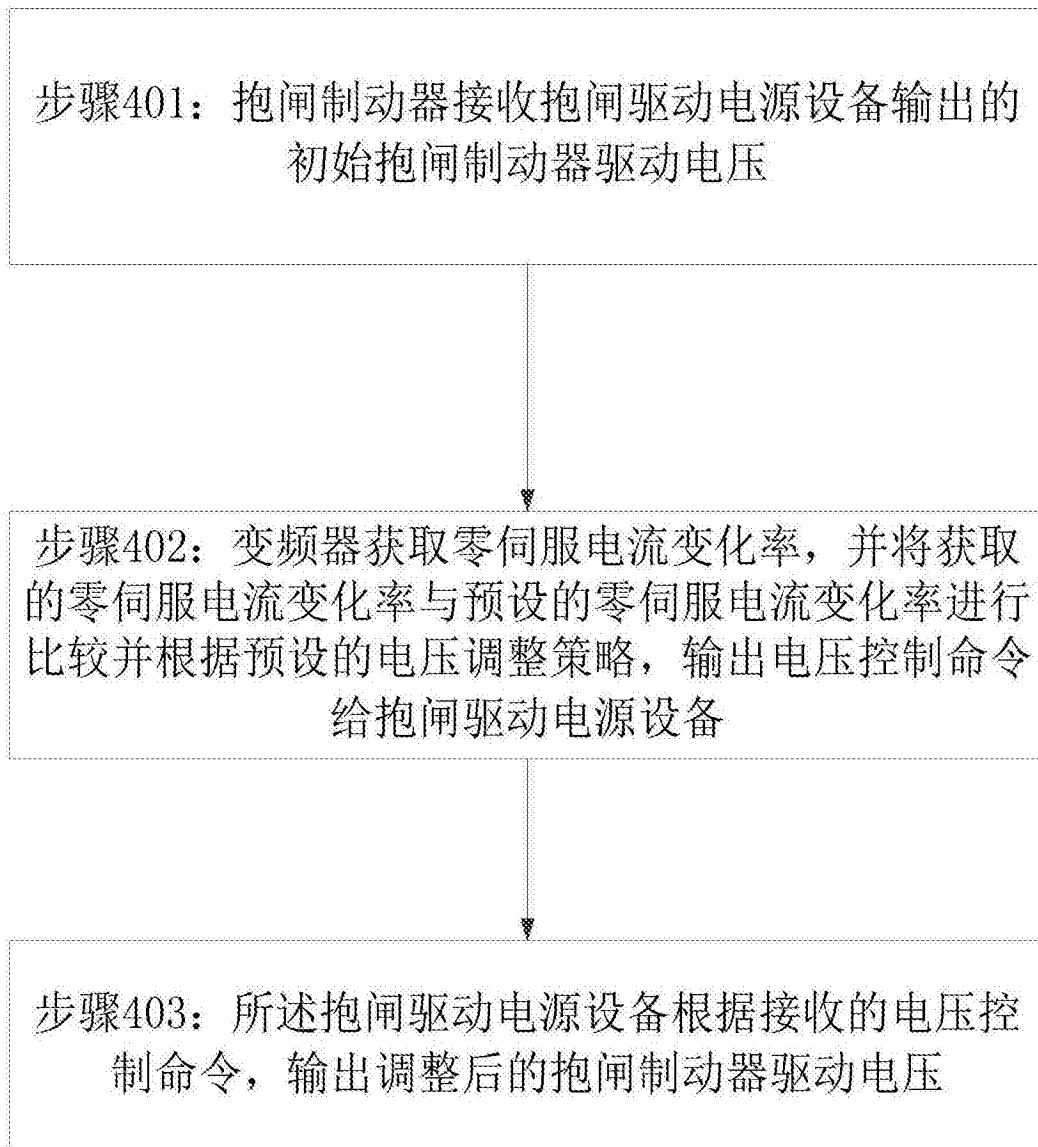 步骤401：抱闸制动器接收抱闸驱动电源设备输出的
初始抱闸制动器驱动电压
步骤402：变频器获取零伺服电流变化率，并将获取
的零伺服电流变化率与预设的零伺服电流变化率进行
比较并根据预设的电压调整策略，输出电压控制命令
给抱闸驱动电源设备
步骤403：所述抱闸驱动电源设备根据接收的电压控
制命令，输出调整后的抱闸制动器驱动电压